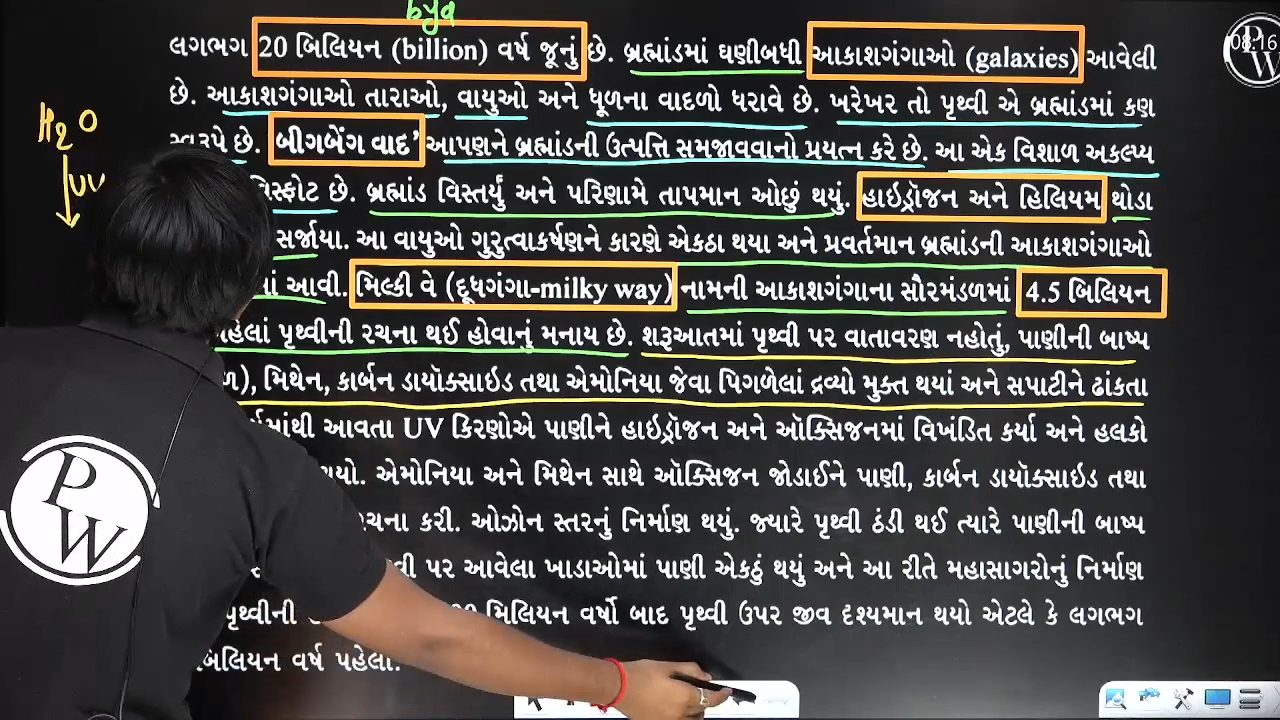 bya
લગભગ 20 બિલિયન (billion) વર્ષ જૂનું છે. બ્રહ્માંડમાં ઘણીબધી આકાશગંગાઓ (galaxies) આવેલી
છે. આકાશગંગાઓ તારાઓ, વાયુઓ અને ધૂળના વાદળો ધરાવે છે. ખરેખર તો પૃથ્વી એ બ્રહ્માંડમાં કણ
સ્વરૂપે છે. બીગબેંગ વાદ' આપણને બ્રહ્માંડની ઉત્પત્તિ સમજાવવાનો પ્રયત્ન કરે છે. આ એક વિશાળ અકલ્પ્ય
વિસ્ફોટ છે. બ્રહ્માંડ વિસ્તર્યું અને પરિણામે તાપમાન ઓછું થયું. હાઇડ્રૉજન અને હિલિયમ થોડા
સર્જાયા. આ વાયુઓ ગુરુત્વાકર્ષણને કારણે એકઠા થયા અને પ્રવર્તમાન બ્રહ્માંડની આકાશગંગાઓ
આવી. મિલ્કી વે (દૂધગંગા-milky way) નામની આકાશગંગાના સૌરમંડળમાં 4.5 બિલિયન
પહેલાં પૃથ્વીની રચના થઈ હોવાનું મનાય છે. શરૂઆતમાં પૃથ્વી પર વાતાવરણ નહોતું, પાણીની બાષ્પ
મિથેન, કાર્બન ડાયૉક્સાઇડ તથા એમોનિયા જેવા પિગળેલાં દ્રવ્યો મુક્ત થયાં અને સપાટીને ઢાંકતા
આવતા UV કિરણોએ પાણીને હાઇડ્રૉજન અને ઑક્સિજનમાં વિખંડિત કર્યા અને હલકો
ગયો. એમોનિયા અને મિથેન સાથે ઑક્સિજન જોડાઈને પાણી, કાર્બન ડાયૉક્સાઇડ તથા
રચના કરી. ઓઝોન સ્તરનું નિર્માણ થયું. જ્યારે પૃથ્વી ઠંડી થઈ ત્યારે પાણીની બાષ્પ
પર આવેલા ખાડાઓમાં પાણી એકઠું થયું અને આ રીતે મહાસાગરોનું નિર્માણ
પૃથ્વીની મિલિયન વર્ષો બાદ પૃથ્વી ઉપર જીવ દૃશ્યમાન થયો એટલે કે લગભગ
બિલિયન વર્ષ પહેલાં.
H2O
UV
PW
08:16